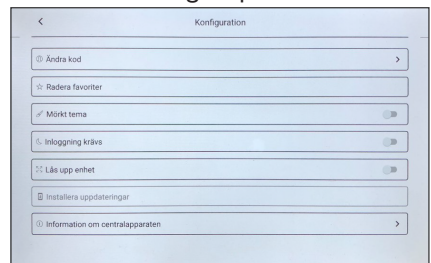 Konfiguration
Ändra kod
Radera favoriter
Mörkt tema
Inloggning krävs
Lås upp enhet
Installera uppdateringar
Information om centralapparaten